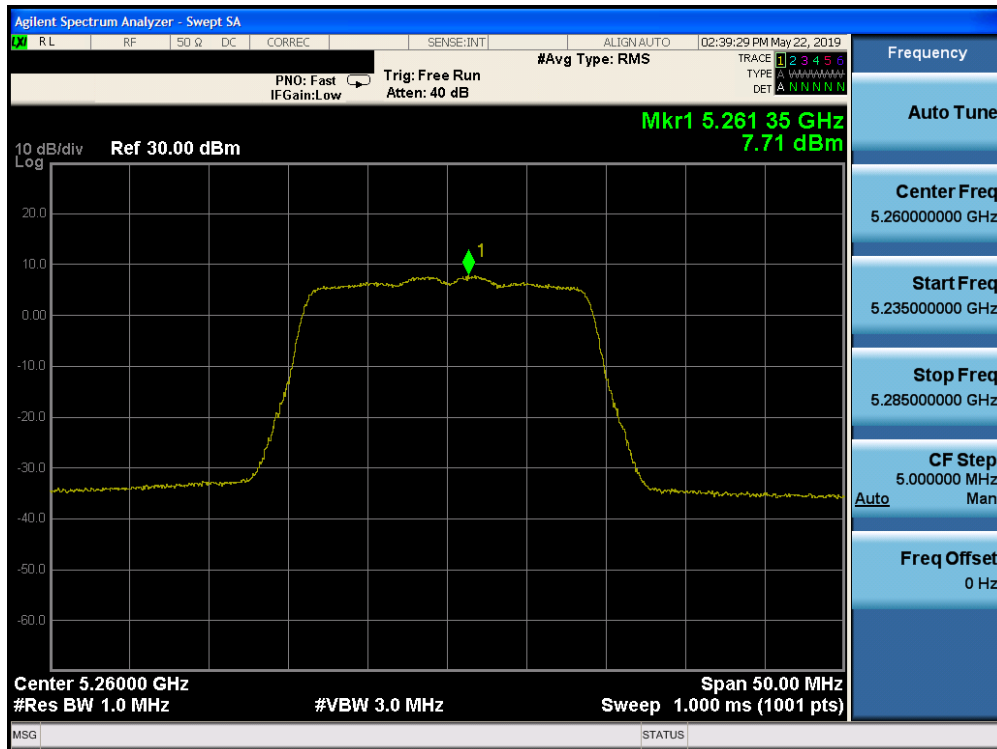 Agilent Spectrum Analyzer - Swept SA
LXI RL RF 50 Ω DC CORREC SENSE:INT ALIGN AUTO 02:39:29 PM May 22, 2019
PNO: Fast
IFGain:Low
Trig: Free Run
Atten: 40 dB
#Avg Type: RMS
TRACE 1 2 3 4 5 6
TYPE A WWWWW
DET A N N N N N
Mkr1 5.261 35 GHz
7.71 dBm
10 dB/div
Log
Ref 30.00 dBm
20.0
10.0
0.00
-10.0
-20.0
-30.0
-40.0
-50.0
-60.0
1
Center 5.26000 GHz
Span 50.00 MHz
#Res BW 1.0 MHz
#VBW 3.0 MHz
Sweep 1.000 ms (1001 pts)
MSG
STATUS
Frequency
Auto Tune
Center Freq
5.260000000 GHz
Start Freq
5.235000000 GHz
Stop Freq
5.285000000 GHz
CF Step
5.000000 MHz
Auto Man
Freq Offset
0 Hz